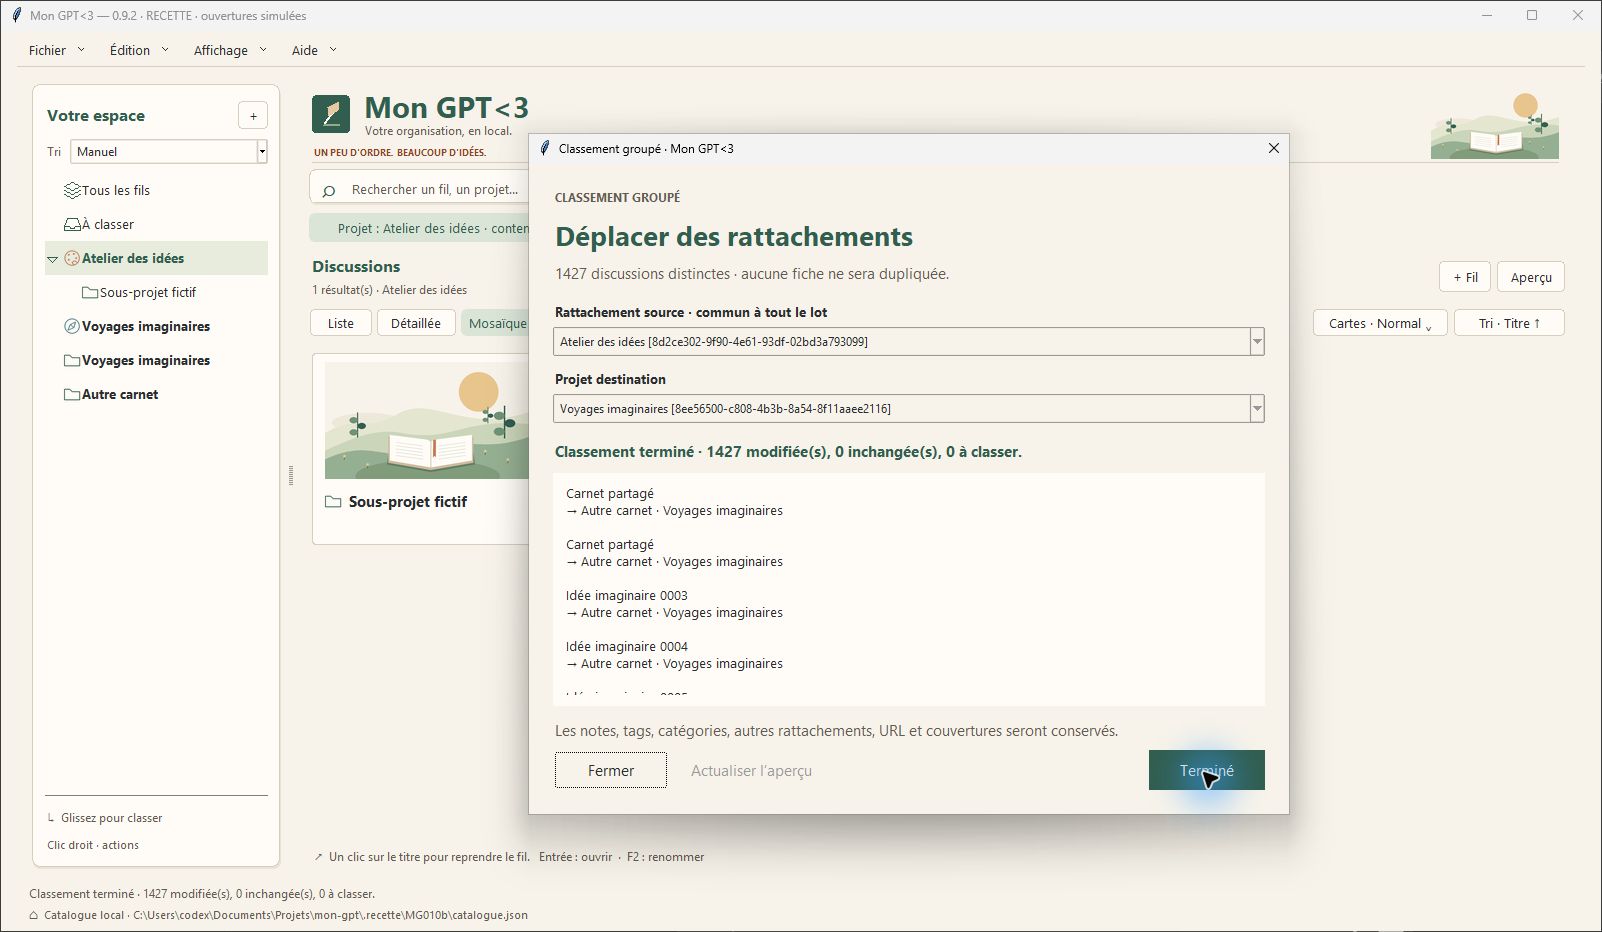 Mon GPT<3 — 0.9.2 · RECETTE · ouvertures simulées
Fichier Édition Affichage Aide
Votre espace +
Tri Manuel
Tous les fils
À classer
Atelier des idées
Sous-projet fictif
Voyages imaginaires
Voyages imaginaires
Autre carnet
↳ Glissez pour classer
Clic droit · actions
Mon GPT<3
Votre organisation, en local.
UN PEU D'ORDRE. BEAUCOUP D'IDÉES.
Rechercher un fil, un projet...
Projet : Atelier des idées · conten
Discussions
1 résultat(s) · Atelier des idées
+ Fil Aperçu
Liste Détaillée Mosaïque
Cartes · Normal Tri · Titre ↑
Sous-projet fictif
Classement groupé · Mon GPT<3
CLASSEMENT GROUPÉ
Déplacer des rattachements
1427 discussions distinctes · aucune fiche ne sera dupliquée.
Rattachement source · commun à tout le lot
Atelier des idées [8d2ce302-9f90-4e61-93df-02bd3a793099]
Projet destination
Voyages imaginaires [8ee56500-c808-4b3b-8a54-8f11aaee2116]
Classement terminé · 1427 modifiée(s), 0 inchangée(s), 0 à classer.
Carnet partagé
→ Autre carnet · Voyages imaginaires
Carnet partagé
→ Autre carnet · Voyages imaginaires
Idée imaginaire 0003
→ Autre carnet · Voyages imaginaires
Idée imaginaire 0004
→ Autre carnet · Voyages imaginaires
Les notes, tags, catégories, autres rattachements, URL et couvertures seront conservés.
Fermer Actualiser l'aperçu Terminé
↗ Un clic sur le titre pour reprendre le fil. Entrée : ouvrir · F2 : renommer
Classement terminé · 1427 modifiée(s), 0 inchangée(s), 0 à classer.
⌂ Catalogue local · C:\Users\codex\Documents\Projets\mon-gpt\.recette\MG010b\catalogue.json